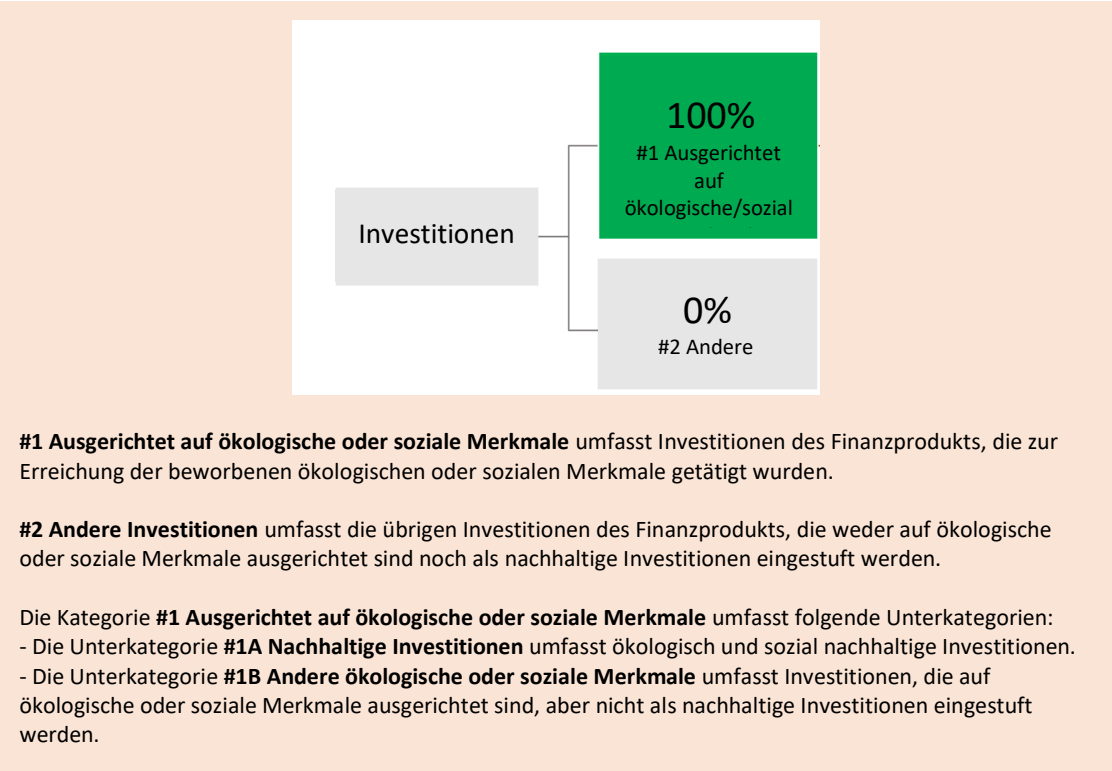 100%
#1 Ausgerichtet
auf
ökologische/sozial
Investitionen
0%
#2 Andere
#1 Ausgerichtet auf ökologische oder soziale Merkmale umfasst Investitionen des Finanzprodukts, die zur
Erreichung der beworbenen ökologischen oder sozialen Merkmale getätigt wurden.
#2 Andere Investitionen umfasst die übrigen Investitionen des Finanzprodukts, die weder auf ökologische
oder soziale Merkmale ausgerichtet sind noch als nachhaltige Investitionen eingestuft werden.
Die Kategorie #1 Ausgerichtet auf ökologische oder soziale Merkmale umfasst folgende Unterkategorien:
- Die Unterkategorie #1A Nachhaltige Investitionen umfasst ökologisch und sozial nachhaltige Investitionen.
- Die Unterkategorie #1B Andere ökologische oder soziale Merkmale umfasst Investitionen, die auf
ökologische oder soziale Merkmale ausgerichtet sind, aber nicht als nachhaltige Investitionen eingestuft
werden.